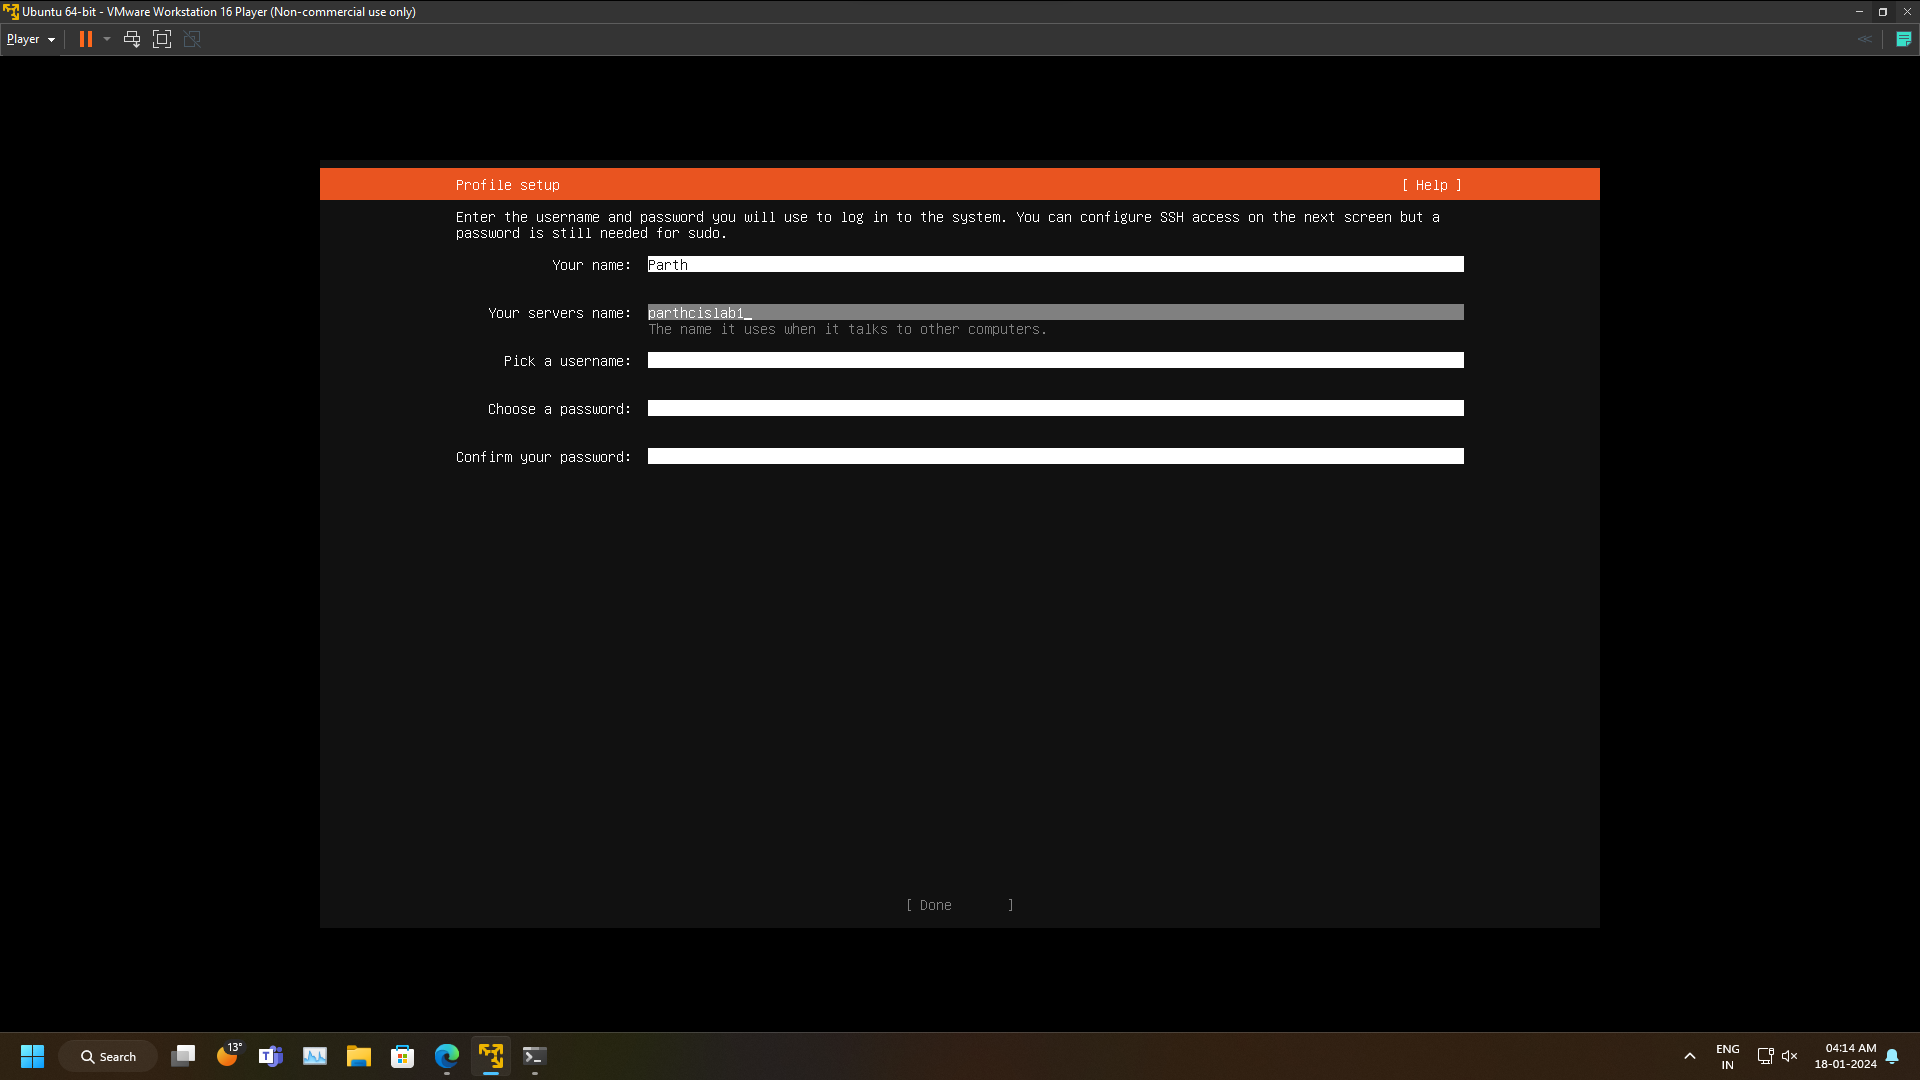 Ubuntu 64-bit - VMware Workstation 16 Player (Non-commercial use only)
Player
Profile setup
[ Help ]
Enter the username and password you will use to log in to the system. You can configure SSH access on the next screen but a
password is still needed for sudo.
Your name: Parth
Your servers name: parthcislab1_
The name it uses when it talks to other computers.
Pick a username:
Choose a password:
Confirm your password:
[ Done ]
Search
13°
ENG
IN
04:14 AM
18-01-2024